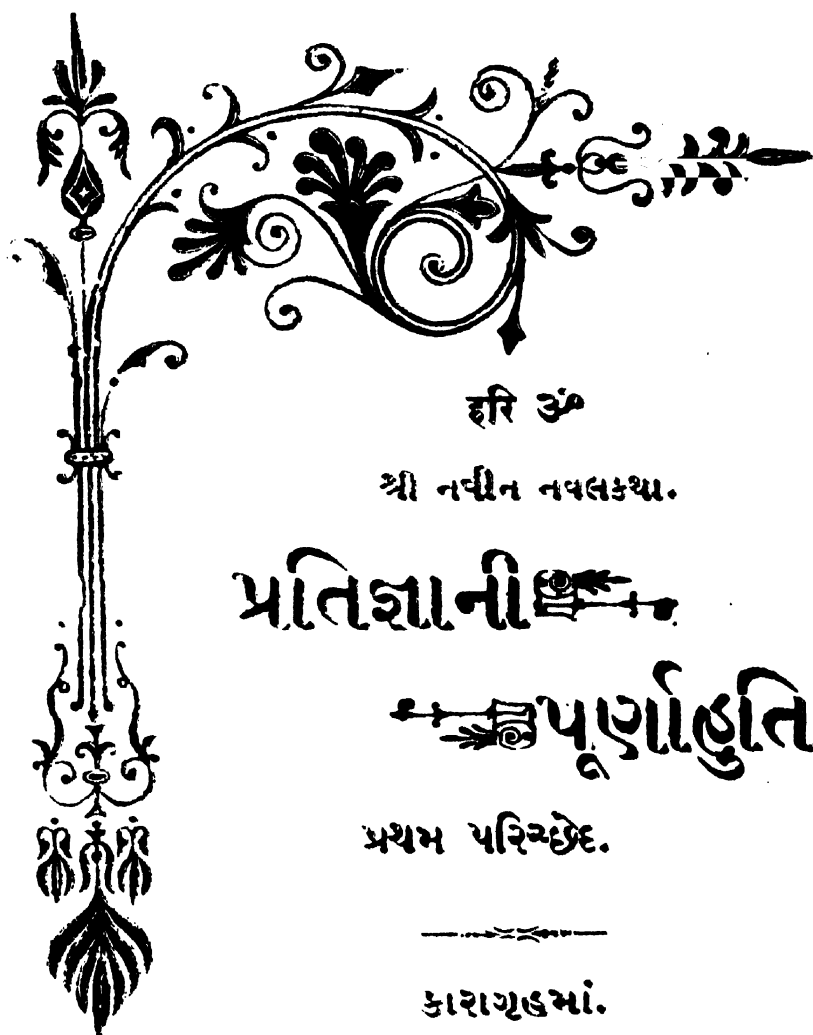 હરિ ૐ
શ્રી નવીન નવલકથા.
પ્રતિજ્ઞાની
પૂર્ણાહુતિ
પ્રથમ પરિચ્છેદ.
કારાગૃહમાં.